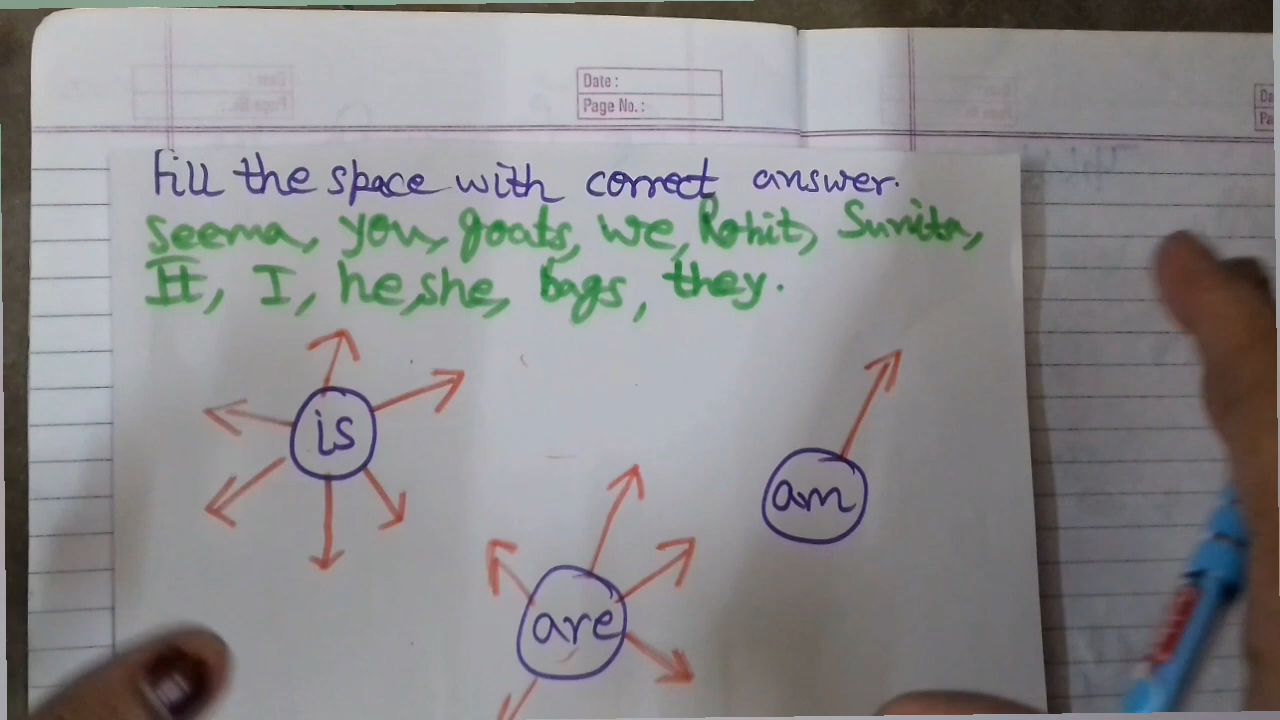 Date :
Page No. :
Fill the space with correct answer.
Seema, you, goats, we, Rohit, Sunita,
It, I, he, she, bags, they.
is
am
are